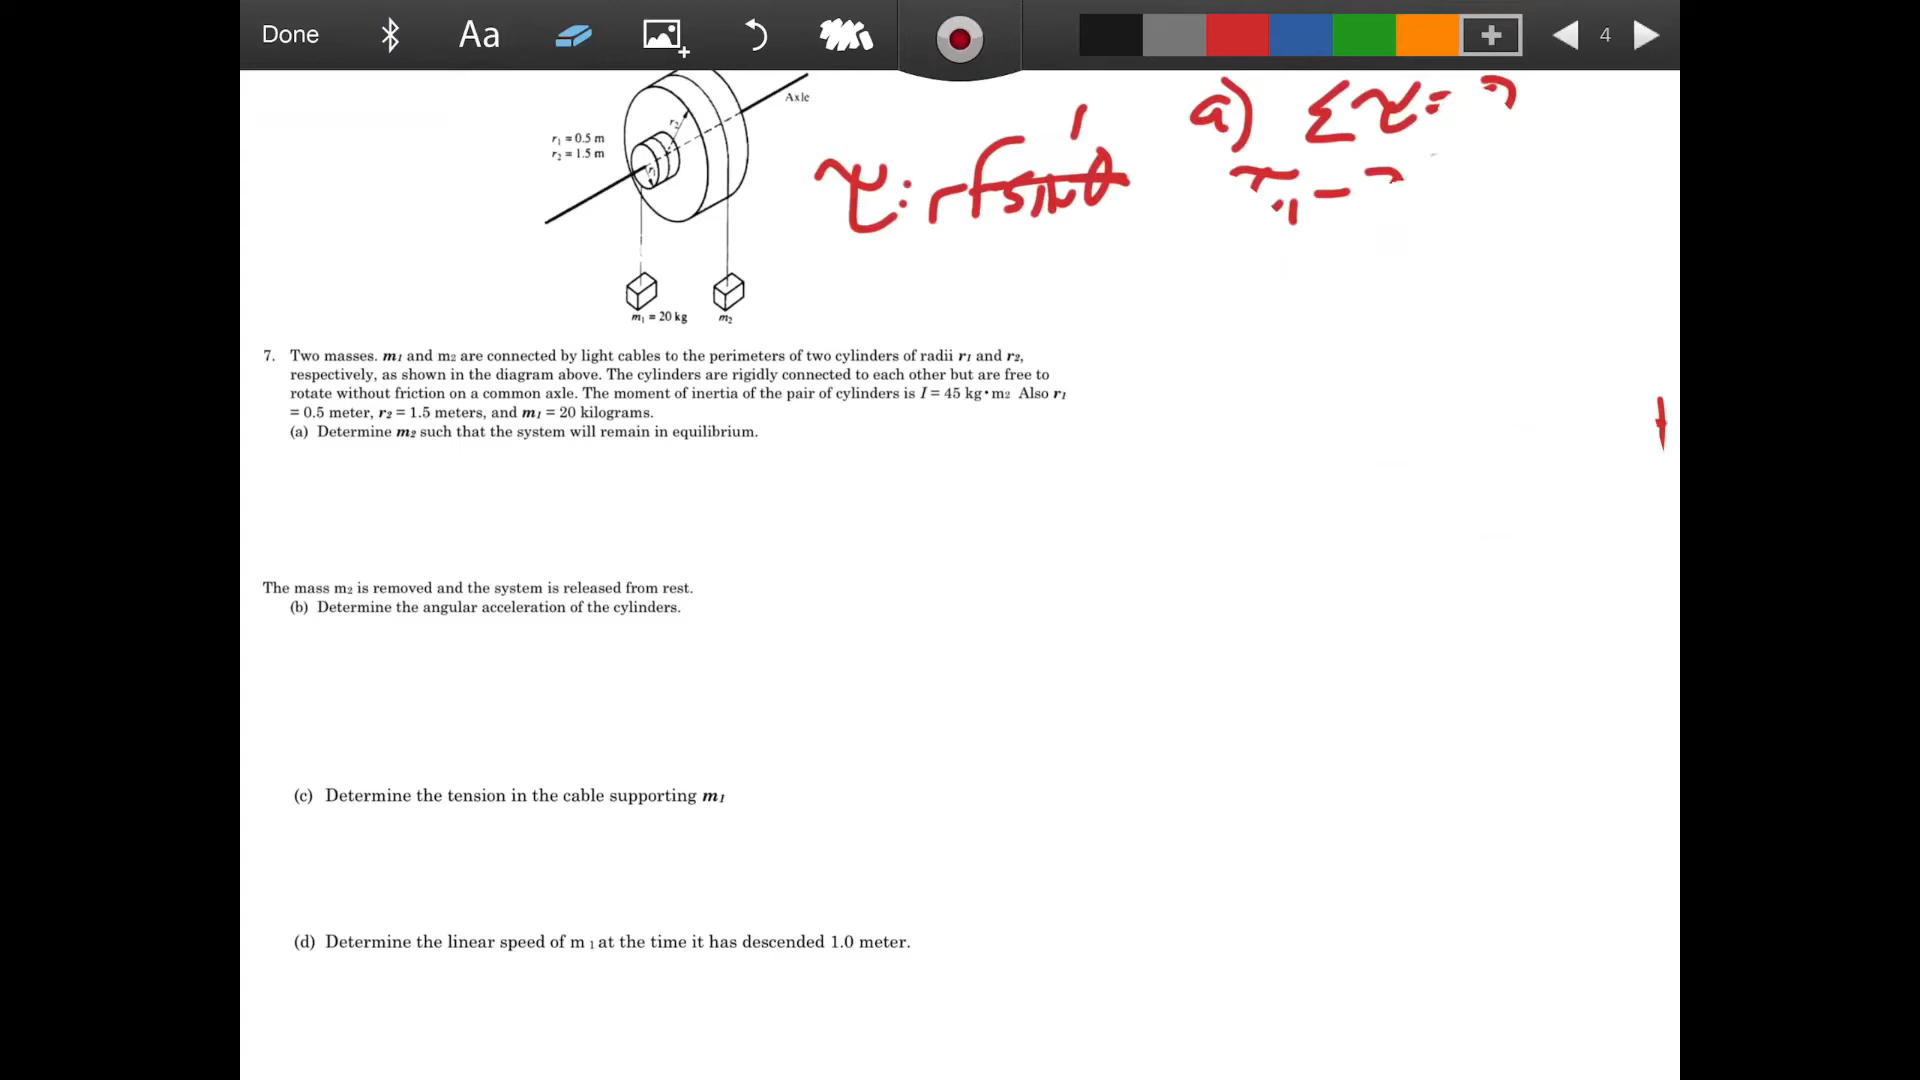 Done Aa 4
Axle
r₁ = 0.5 m
r₂ = 1.5 m
r₂
r₁
m₁ = 20 kg m₂
a) Στ = ?
τ: rFsinθ 1
7. Two masses. m₁ and m₂ are connected by light cables to the perimeters of two cylinders of radii r₁ and r₂,
respectively, as shown in the diagram above. The cylinders are rigidly connected to each other but are free to
rotate without friction on a common axle. The moment of inertia of the pair of cylinders is I = 45 kg•m₂ Also r₁
= 0.5 meter, r₂ = 1.5 meters, and m₁ = 20 kilograms.
(a) Determine m₂ such that the system will remain in equilibrium.
The mass m₂ is removed and the system is released from rest.
(b) Determine the angular acceleration of the cylinders.
(c) Determine the tension in the cable supporting m₁
(d) Determine the linear speed of m ₁ at the time it has descended 1.0 meter.